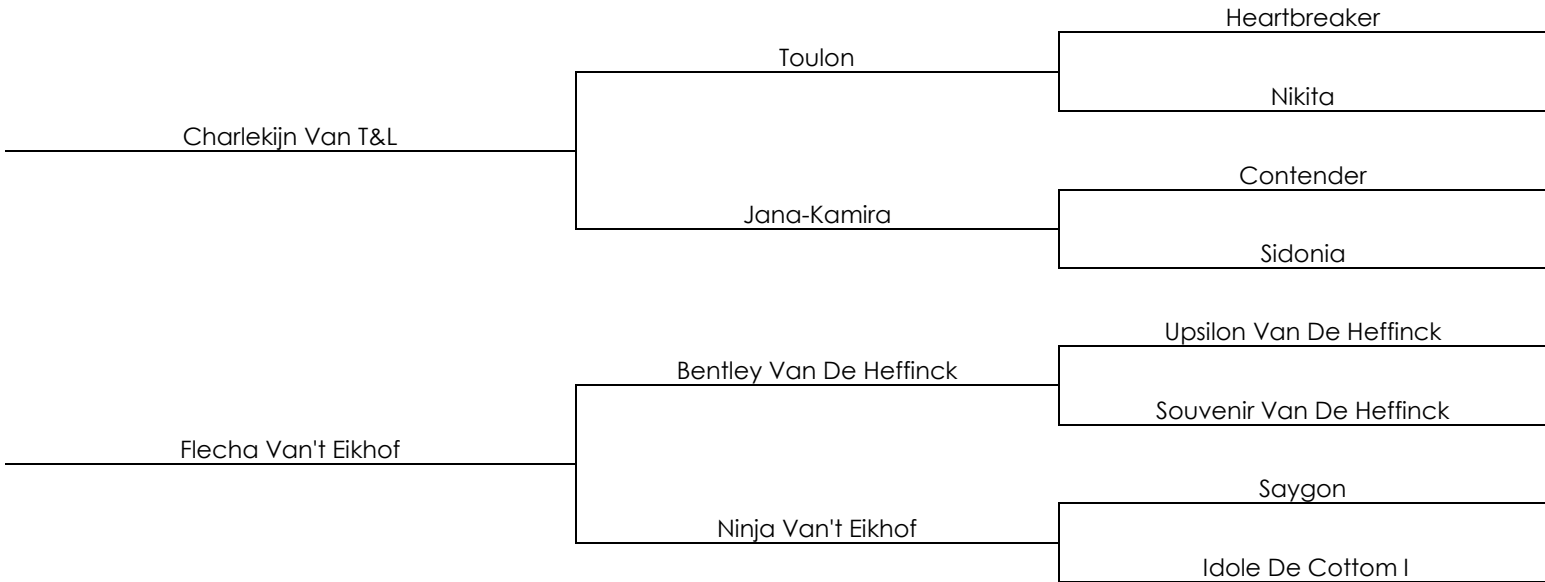 Heartbreaker
Toulon
Nikita
Charlekijn Van T&L
Contender
Jana-Kamira
Sidonia
Upsilon Van De Heffinck
Bentley Van De Heffinck
Souvenir Van De Heffinck
Flecha Van't Eikhof
Saygon
Ninja Van't Eikhof
Idole De Cottom I